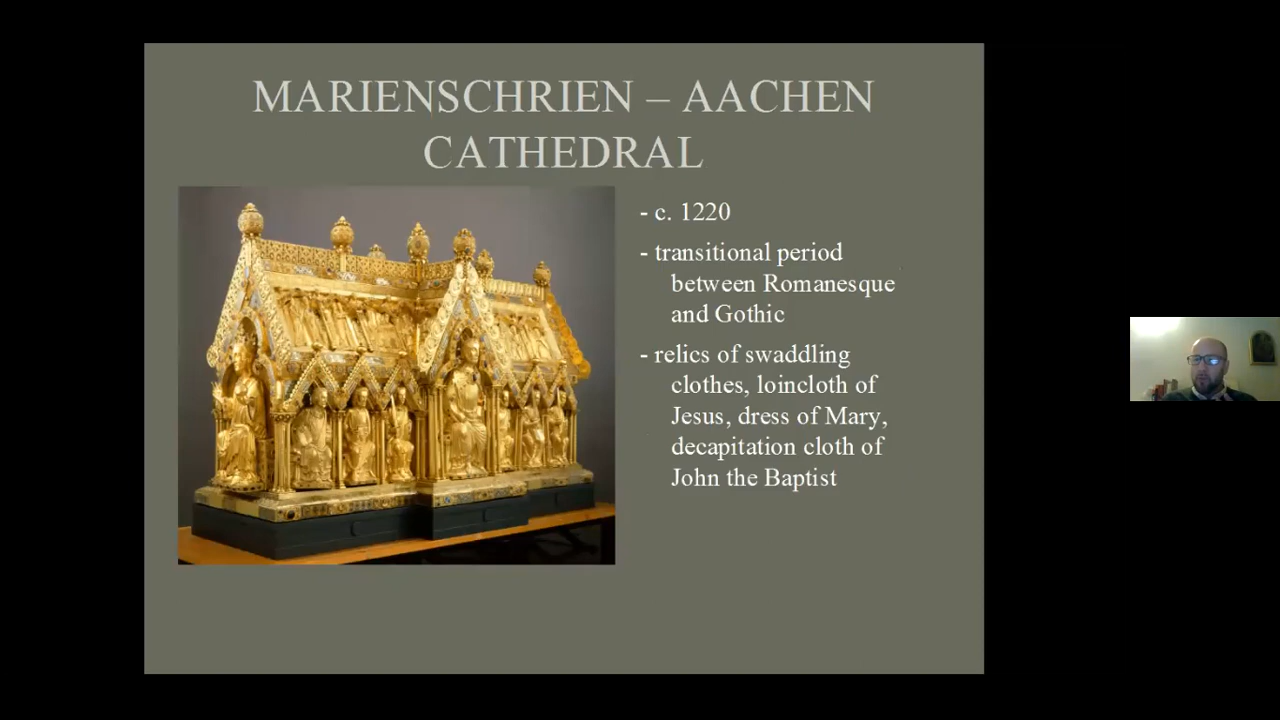 MARIENSCHRIEN – AACHEN
CATHEDRAL
- c. 1220
- transitional period
between Romanesque
and Gothic
- relics of swaddling
clothes, loincloth of
Jesus, dress of Mary,
decapitation cloth of
John the Baptist